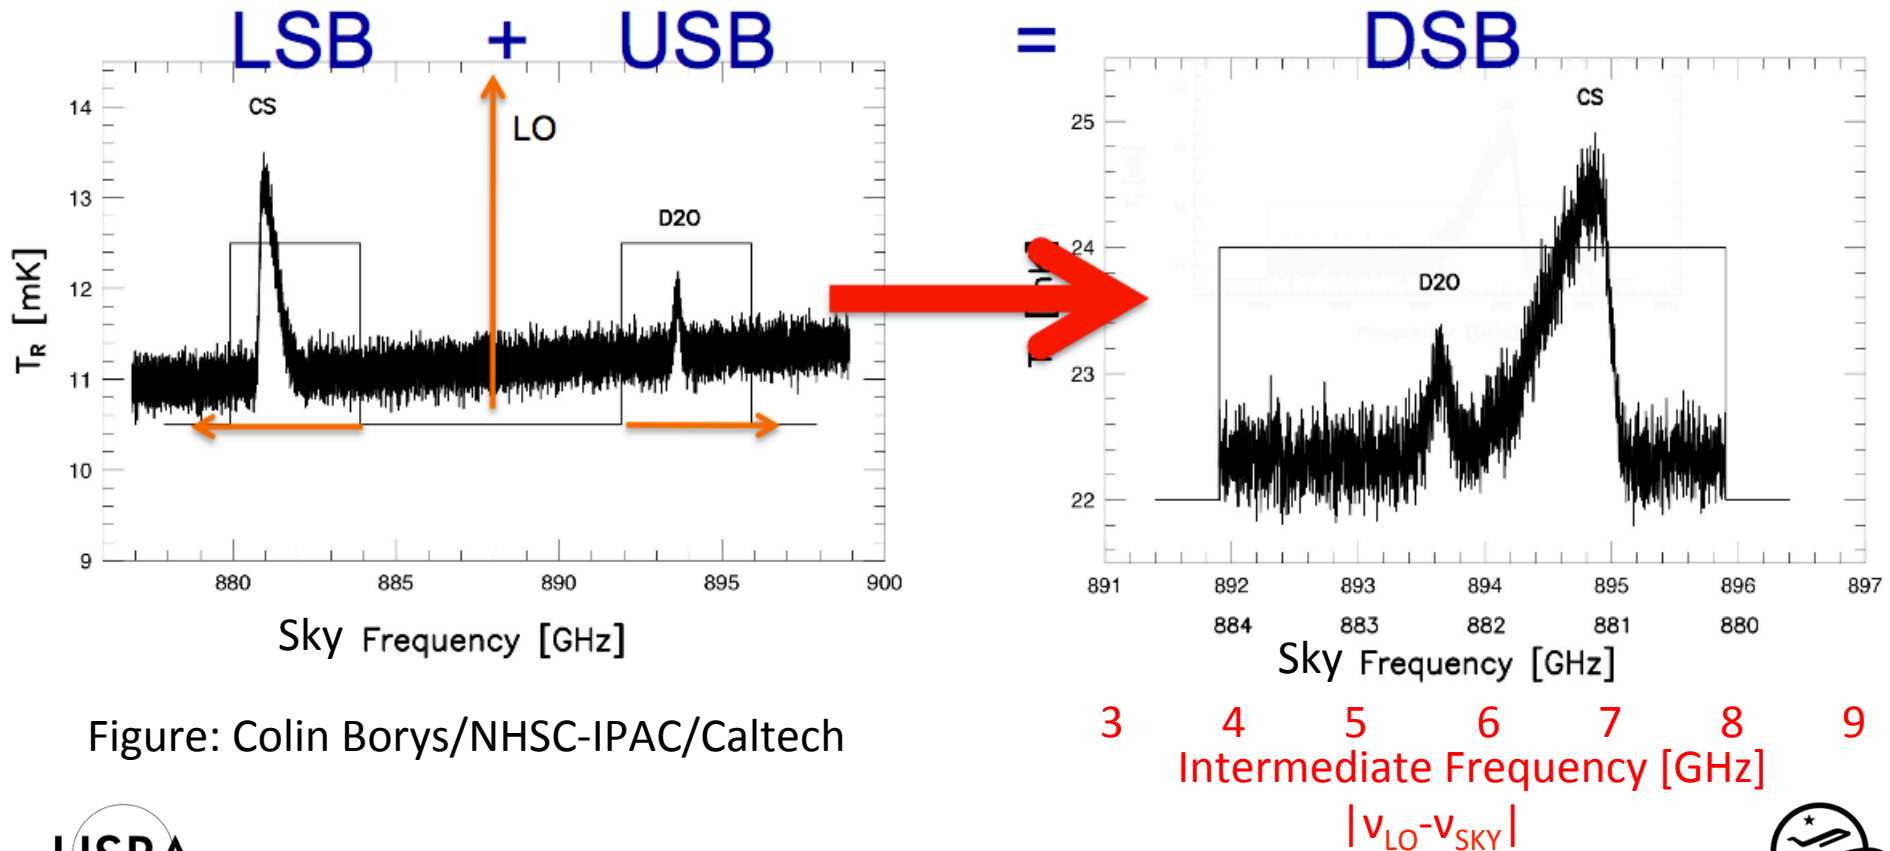 LSB + USB = DSB
CS
LO
D2O
T_R [mK]
14
13
12
11
10
9
880 885 890 895 900
Sky Frequency [GHz]
CS
D2O
25
24
23
22
891 892 893 894 895 896 897
884 883 882 881 880
Sky Frequency [GHz]
3 4 5 6 7 8 9
Intermediate Frequency [GHz]
|ν_LO-ν_SKY|
Figure: Colin Borys/NHSC-IPAC/Caltech